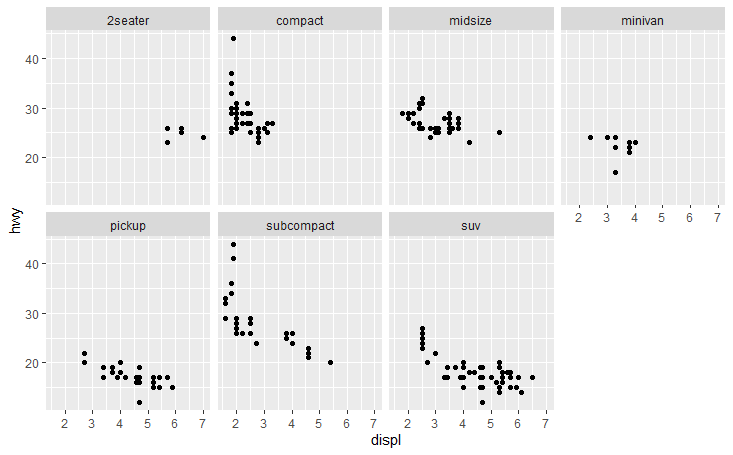 2seater compact midsize minivan
40
30
20
2 3 4 5 6 7
pickup subcompact suv
40
30
20
2 3 4 5 6 7 2 3 4 5 6 7 2 3 4 5 6 7
displ
hwy